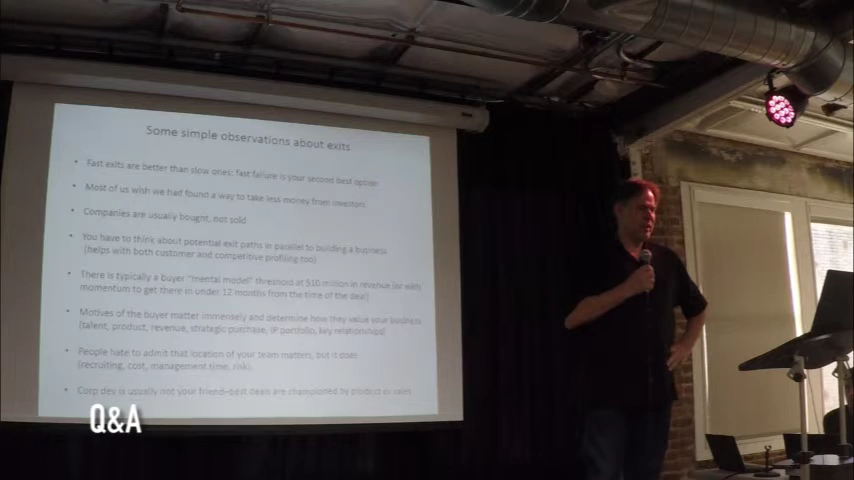 Some simple observations about exits
• Fast exits are better than slow ones: fast failure is your second best option
• Most of us wish we had found a way to take less money from investors
• Companies are usually bought, not sold
• You have to think about potential exit paths in parallel to building a business
(helps with both customer and competitive profiling too)
• There is typically a buyer "mental model" threshold at $10 million in revenue (or with
momentum to get there in under 12 months from the time of the deal)
• Motives of the buyer matter immensely and determine how they value your business
(talent, product, revenue, strategic purchase, IP portfolio, key relationships)
• People hate to admit that location of your team matters, but it does
(recruiting, cost, management time, risk)
• Corp dev is usually not your friend–best deals are championed by product or sales
Q&A